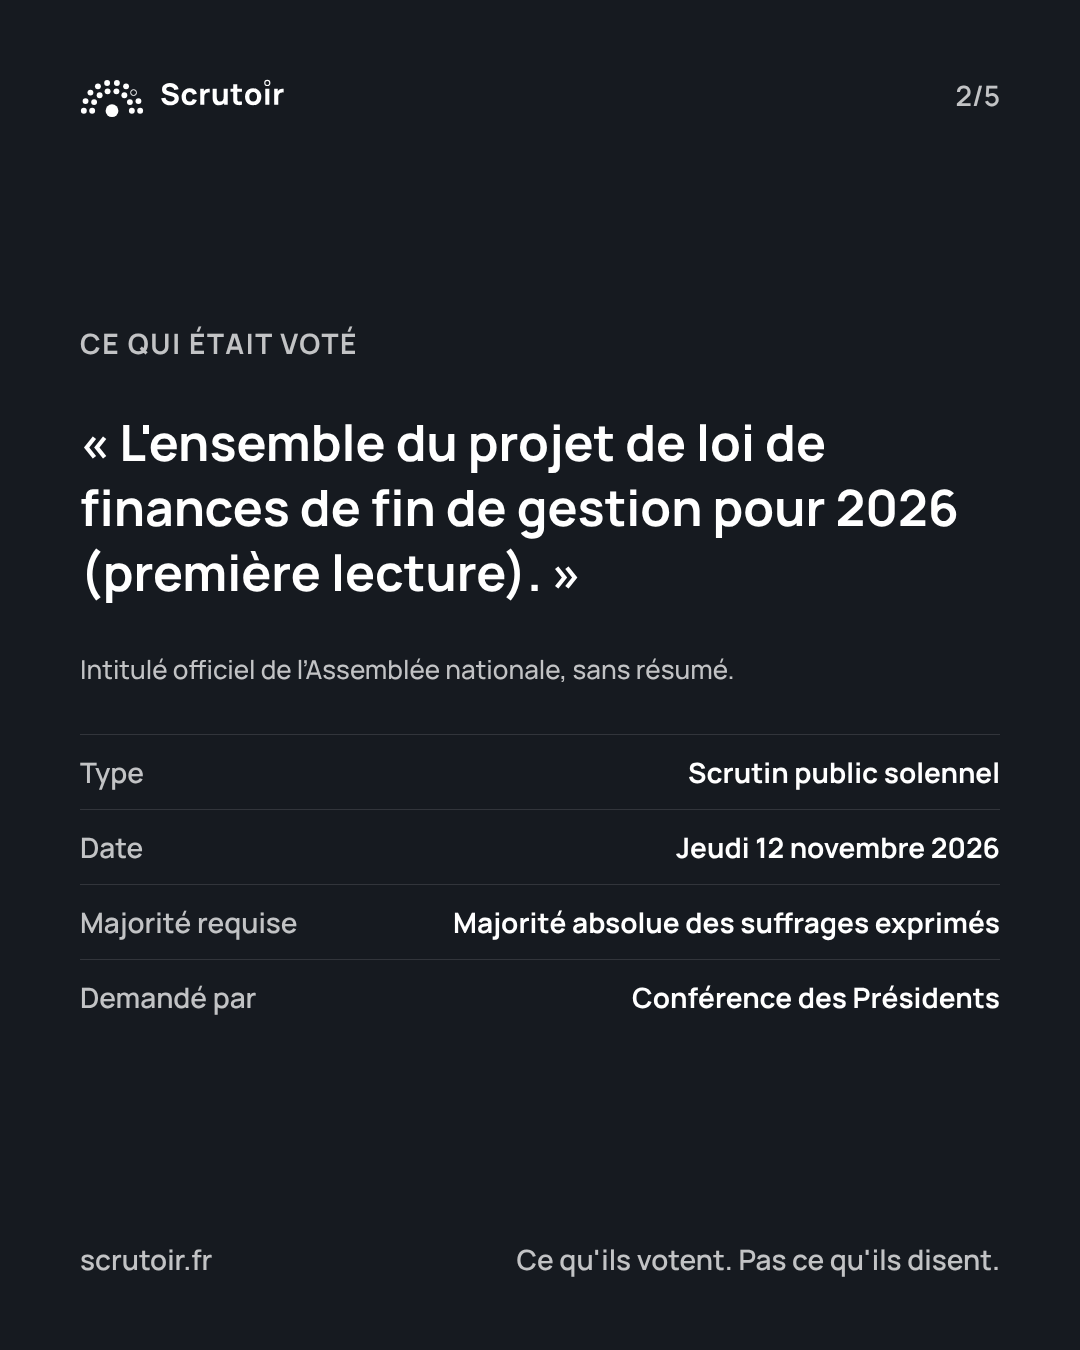 Scrutoir
2/5
CE QUI ÉTAIT VOTÉ
« L'ensemble du projet de loi de
finances de fin de gestion pour 2026
(première lecture). »
Intitulé officiel de l’Assemblée nationale, sans résumé.
Type
Scrutin public solennel
Date
Jeudi 12 novembre 2026
Majorité requise
Majorité absolue des suffrages exprimés
Demandé par
Conférence des Présidents
scrutoir.fr
Ce qu'ils votent. Pas ce qu'ils disent.